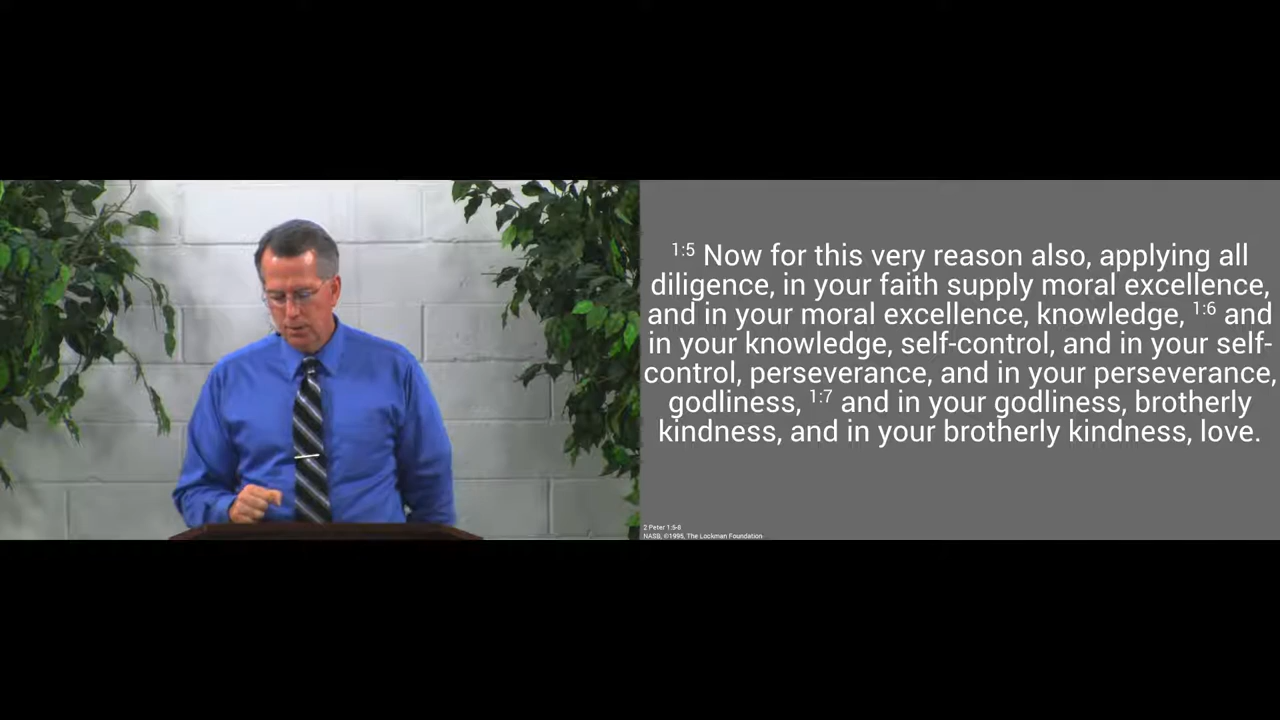 1:5 Now for this very reason also, applying all
diligence, in your faith supply moral excellence,
and in your moral excellence, knowledge, 1:6 and
in your knowledge, self-control, and in your self-
control, perseverance, and in your perseverance,
godliness, 1:7 and in your godliness, brotherly
kindness, and in your brotherly kindness, love.
2 Peter 1:5-8
NASB, ©1995, The Lockman Foundation